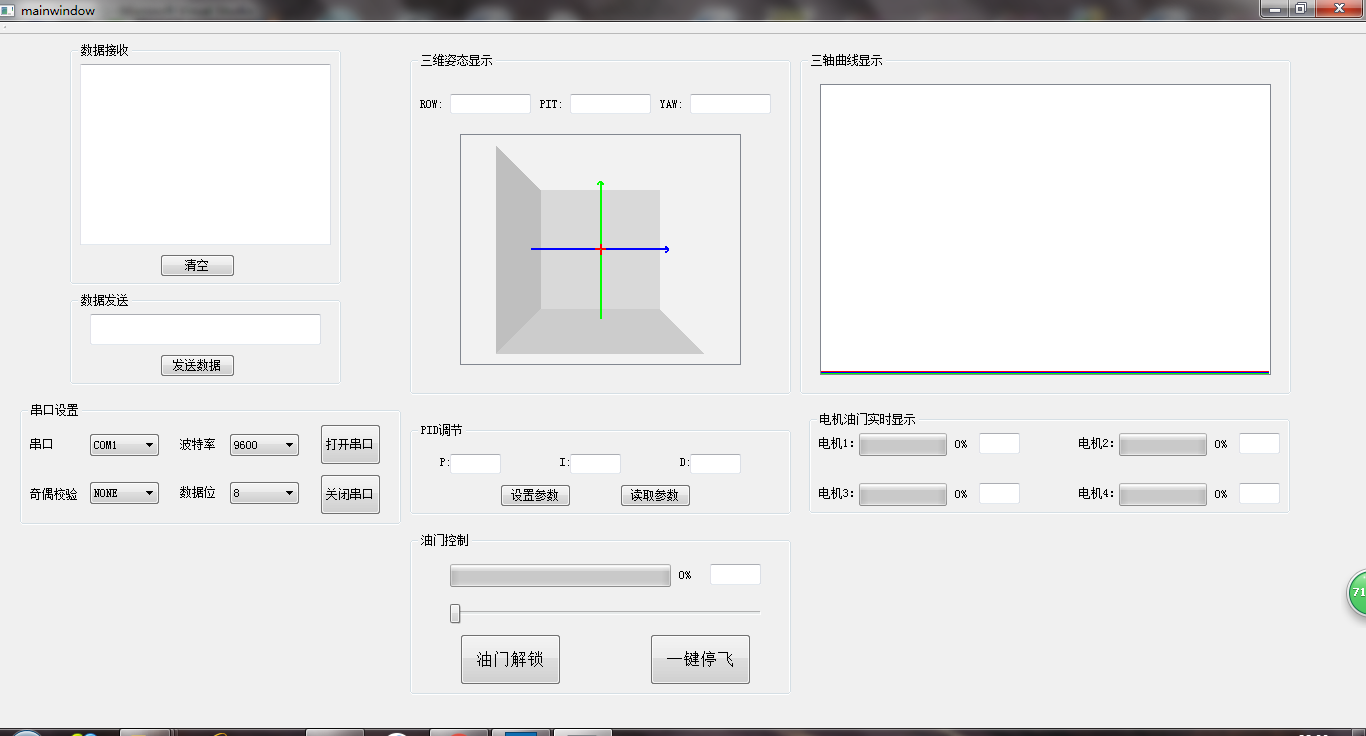 mainwindow
数据接收
清空
数据发送
发送数据
串口设置
串口 COM1 波特率 9600 打开串口
奇偶校验 NONE 数据位 8 关闭串口
三维姿态显示
ROW: PIT: YAW:
PID调节
P: I: D:
设置参数 读取参数
油门控制
0%
油门解锁 一键停飞
三轴曲线显示
电机油门实时显示
电机1: 0% 电机2: 0%
电机3: 0% 电机4: 0%
71